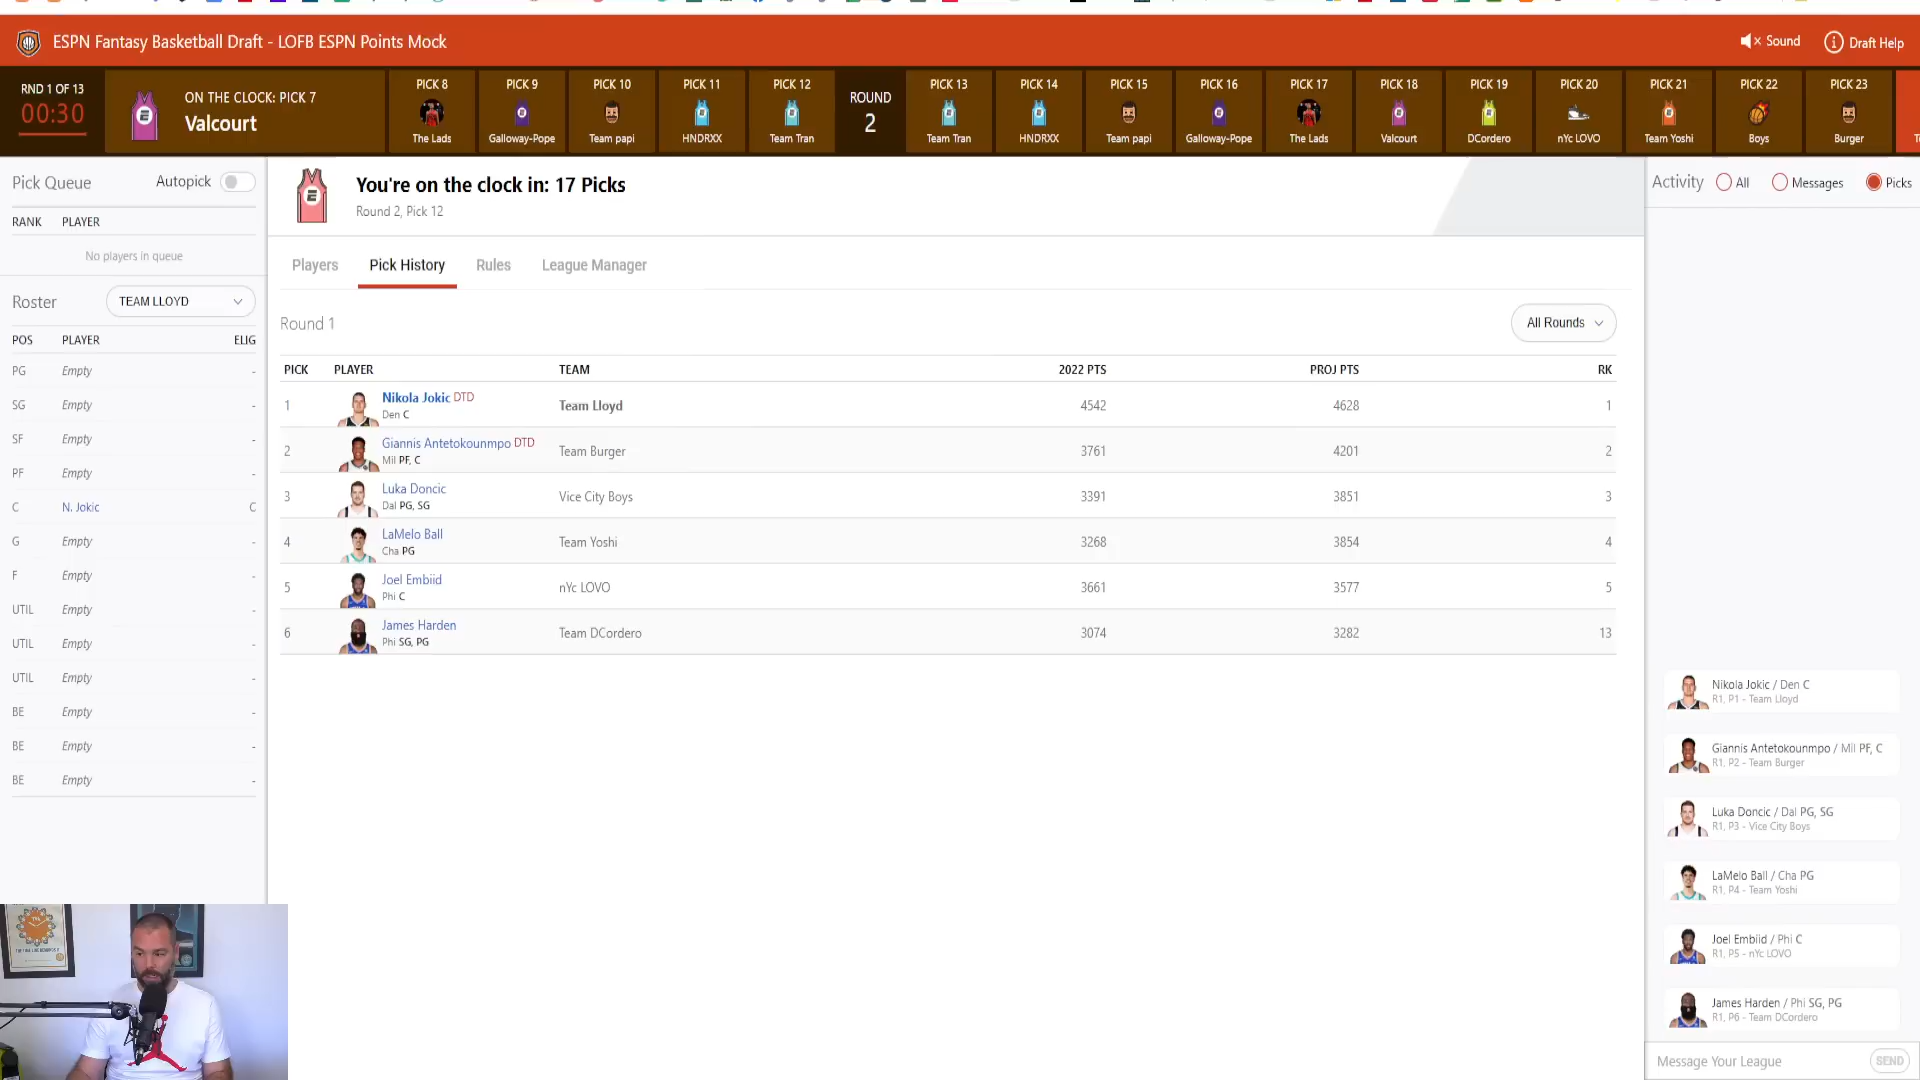 ESPN Fantasy Basketball Draft - LOFB ESPN Points Mock
Sound
Draft Help
RND 1 OF 13
00:30
ON THE CLOCK: PICK 7
Valcourt
PICK 8
The Lads
PICK 9
Galloway-Pope
PICK 10
Team papi
PICK 11
HNDRXX
PICK 12
Team Tran
ROUND
2
PICK 13
Team Tran
PICK 14
HNDRXX
PICK 15
Team papi
PICK 16
Galloway-Pope
PICK 17
The Lads
PICK 18
Valcourt
PICK 19
DCordero
PICK 20
nYc LOVO
PICK 21
Team Yoshi
PICK 22
Boys
PICK 23
Burger
Pick Queue
Autopick
RANK PLAYER
No players in queue
Roster
TEAM LLOYD
POS PLAYER ELIG
PG Empty -
SG Empty -
SF Empty -
PF Empty -
C N. Jokic C
G Empty -
F Empty -
UTIL Empty -
UTIL Empty -
UTIL Empty -
BE Empty -
BE Empty -
BE Empty -
You're on the clock in: 17 Picks
Round 2, Pick 12
Players Pick History Rules League Manager
Round 1
All Rounds
PICK PLAYER TEAM 2022 PTS PROJ PTS RK
1 Nikola Jokic DTD Team Lloyd 4542 4628 1
Den C
2 Giannis Antetokounmpo DTD Team Burger 3761 4201 2
Mil PF, C
3 Luka Doncic Vice City Boys 3391 3851 3
Dal PG, SG
4 LaMelo Ball Team Yoshi 3268 3854 4
Cha PG
5 Joel Embiid nYc LOVO 3661 3577 5
Phi C
6 James Harden Team DCordero 3074 3282 13
Phi SG, PG
Activity All Messages Picks
Nikola Jokic / Den C
R1, P1 - Team Lloyd
Giannis Antetokounmpo / Mil PF, C
R1, P2 - Team Burger
Luka Doncic / Dal PG, SG
R1, P3 - Vice City Boys
LaMelo Ball / Cha PG
R1, P4 - Team Yoshi
Joel Embiid / Phi C
R1, P5 - nYc LOVO
James Harden / Phi SG, PG
R1, P6 - Team DCordero
Message Your League
SEND